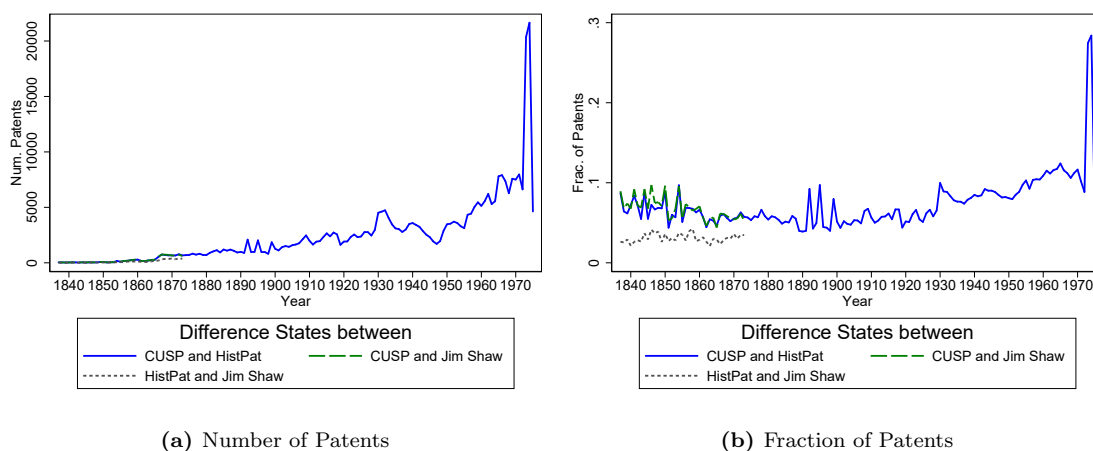 Num. Patents
20000
15000
10000
5000
0
1840 1850 1860 1870 1880 1890 1900 1910 1920 1930 1940 1950 1960 1970
Year
Difference States between
CUSP and HistPat
CUSP and Jim Shaw
HistPat and Jim Shaw
(a) Number of Patents
Frac. of Patents
.3
.2
.1
0
1840 1850 1860 1870 1880 1890 1900 1910 1920 1930 1940 1950 1960 1970
Year
Difference States between
CUSP and HistPat
CUSP and Jim Shaw
HistPat and Jim Shaw
(b) Fraction of Patents